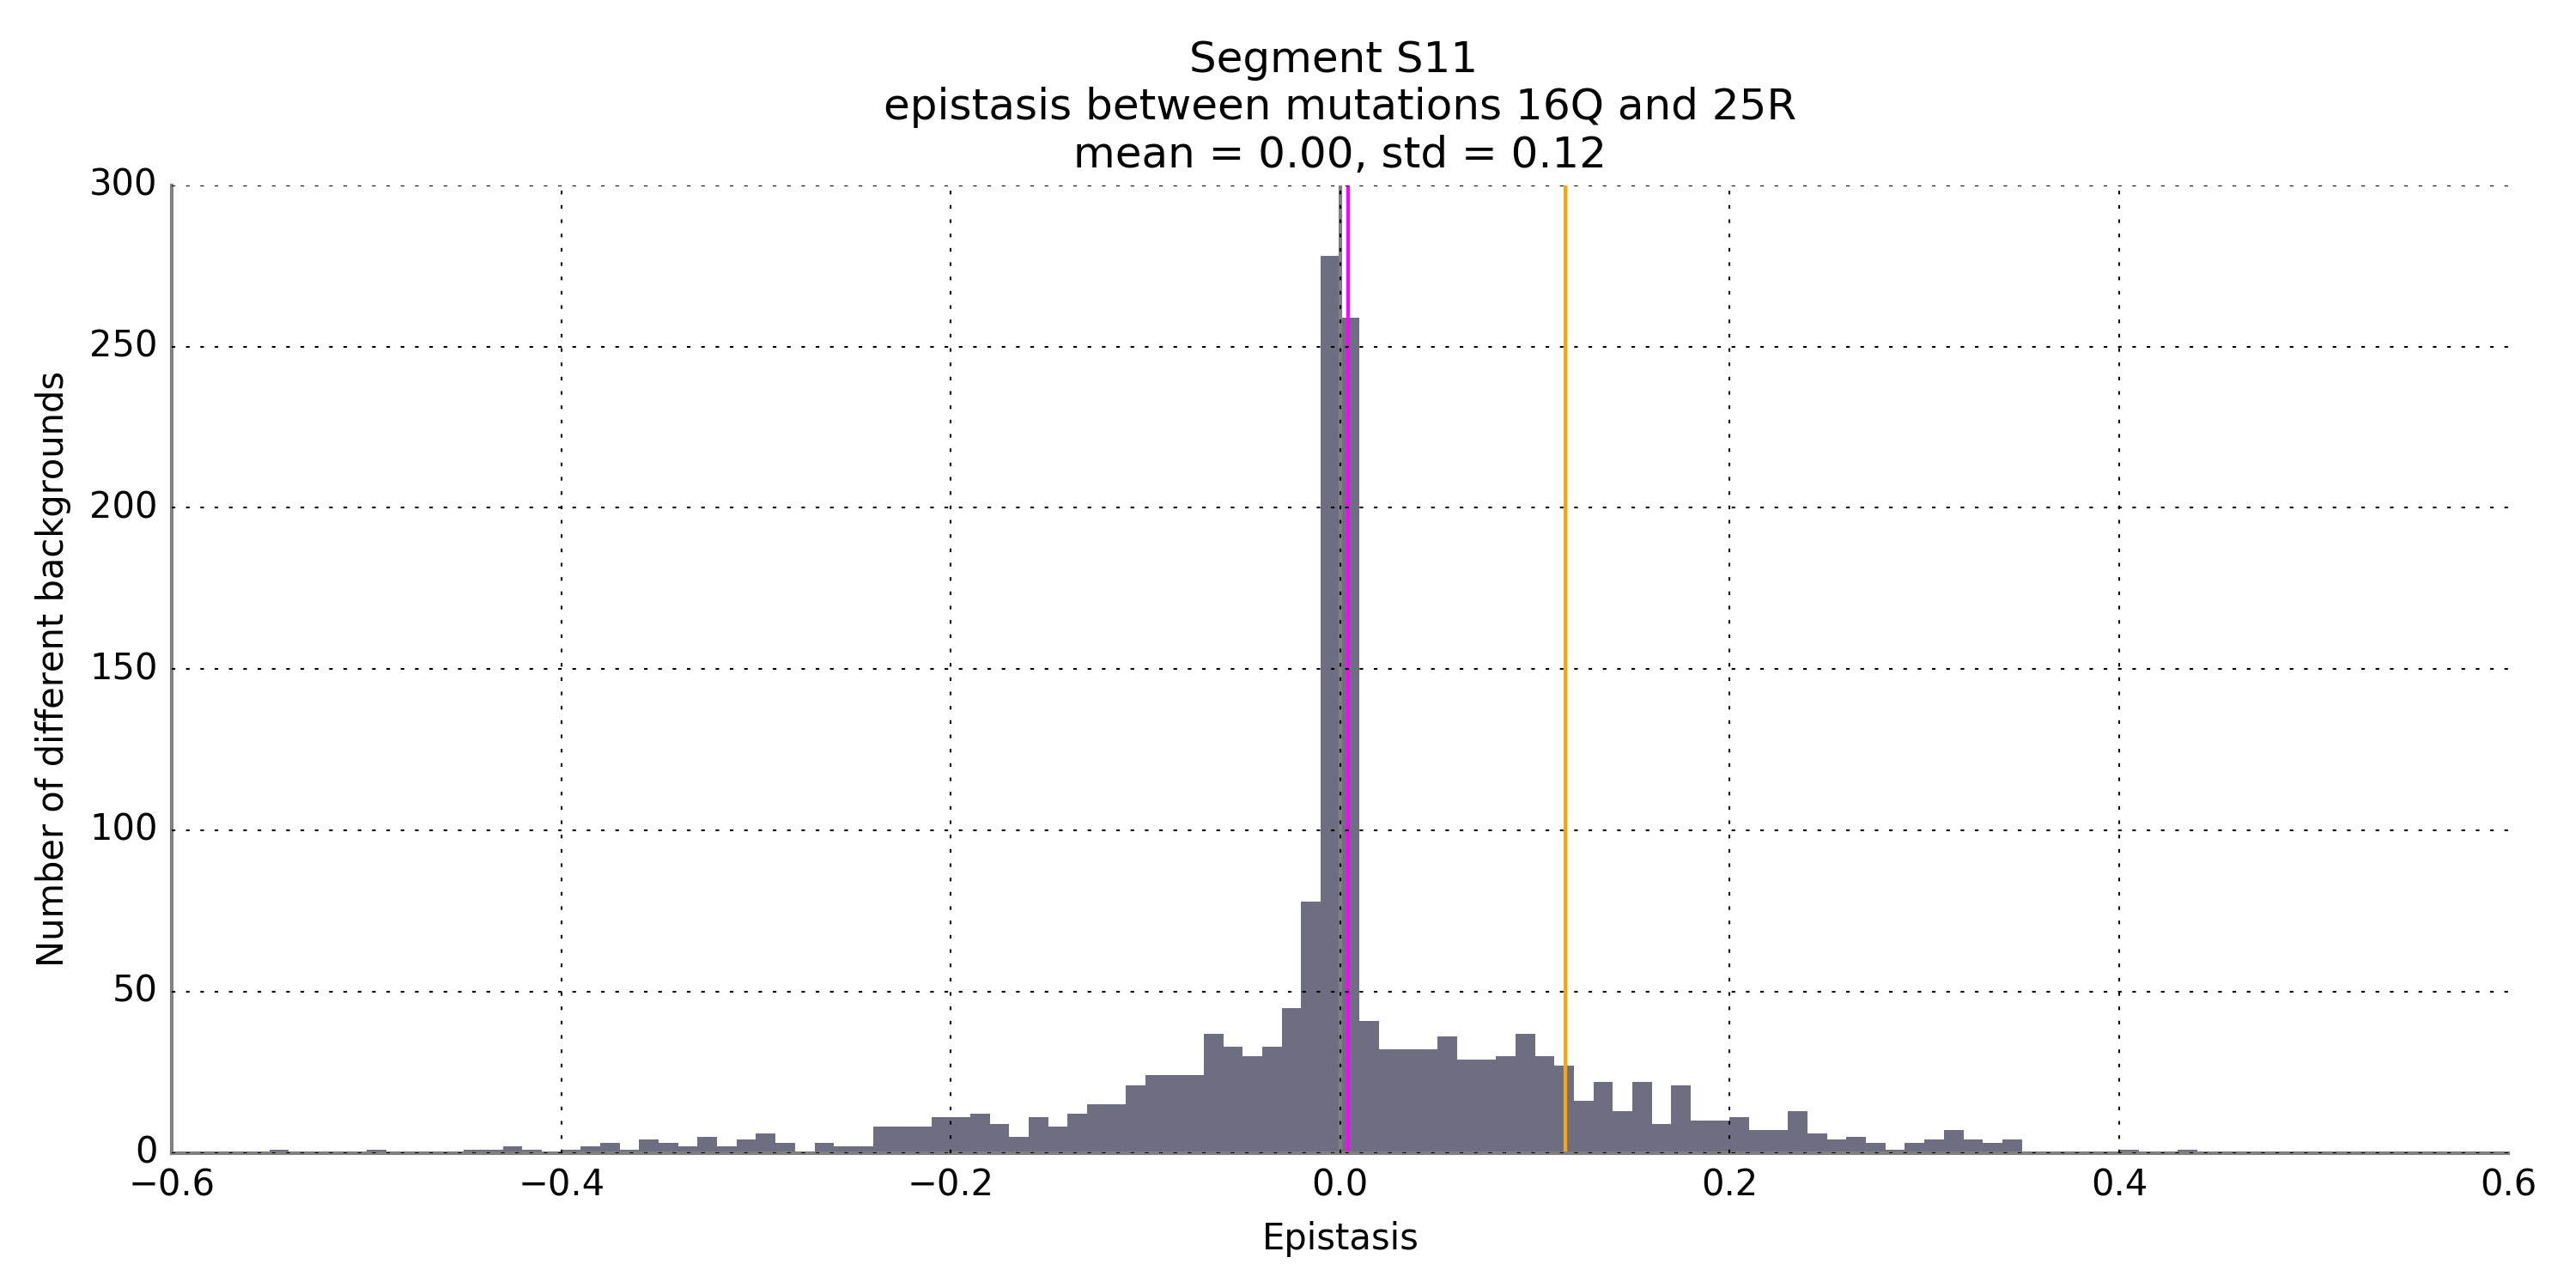 Segment S11
epistasis between mutations 16Q and 25R
mean = 0.00, std = 0.12
Number of different backgrounds
300
250
200
150
100
50
0
−0.6
−0.4
−0.2
0.0
0.2
0.4
0.6
Epistasis